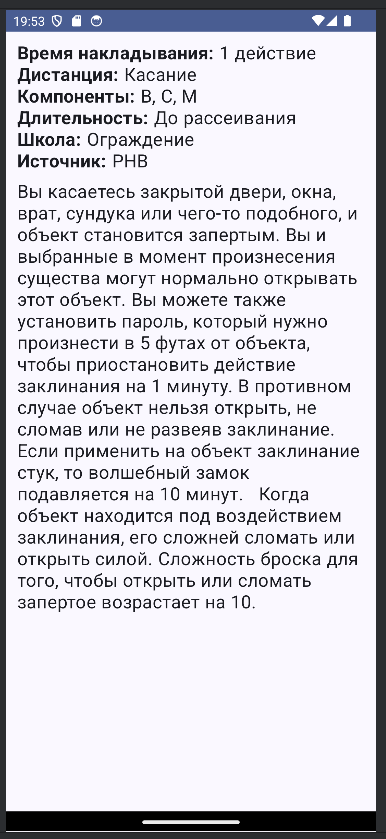 19:53
Время накладывания: 1 действие
Дистанция: Касание
Компоненты: В, С, М
Длительность: До рассеивания
Школа: Ограждение
Источник: PHB
Вы касаетесь закрытой двери, окна,
врат, сундука или чего-то подобного, и
объект становится запертым. Вы и
выбранные в момент произнесения
существа могут нормально открывать
этот объект. Вы можете также
установить пароль, который нужно
произнести в 5 футах от объекта,
чтобы приостановить действие
заклинания на 1 минуту. В противном
случае объект нельзя открыть, не
сломав или не развеяв заклинание.
Если применить на объект заклинание
стук, то волшебный замок
подавляется на 10 минут.   Когда
объект находится под воздействием
заклинания, его сложней сломать или
открыть силой. Сложность броска для
того, чтобы открыть или сломать
запертое возрастает на 10.